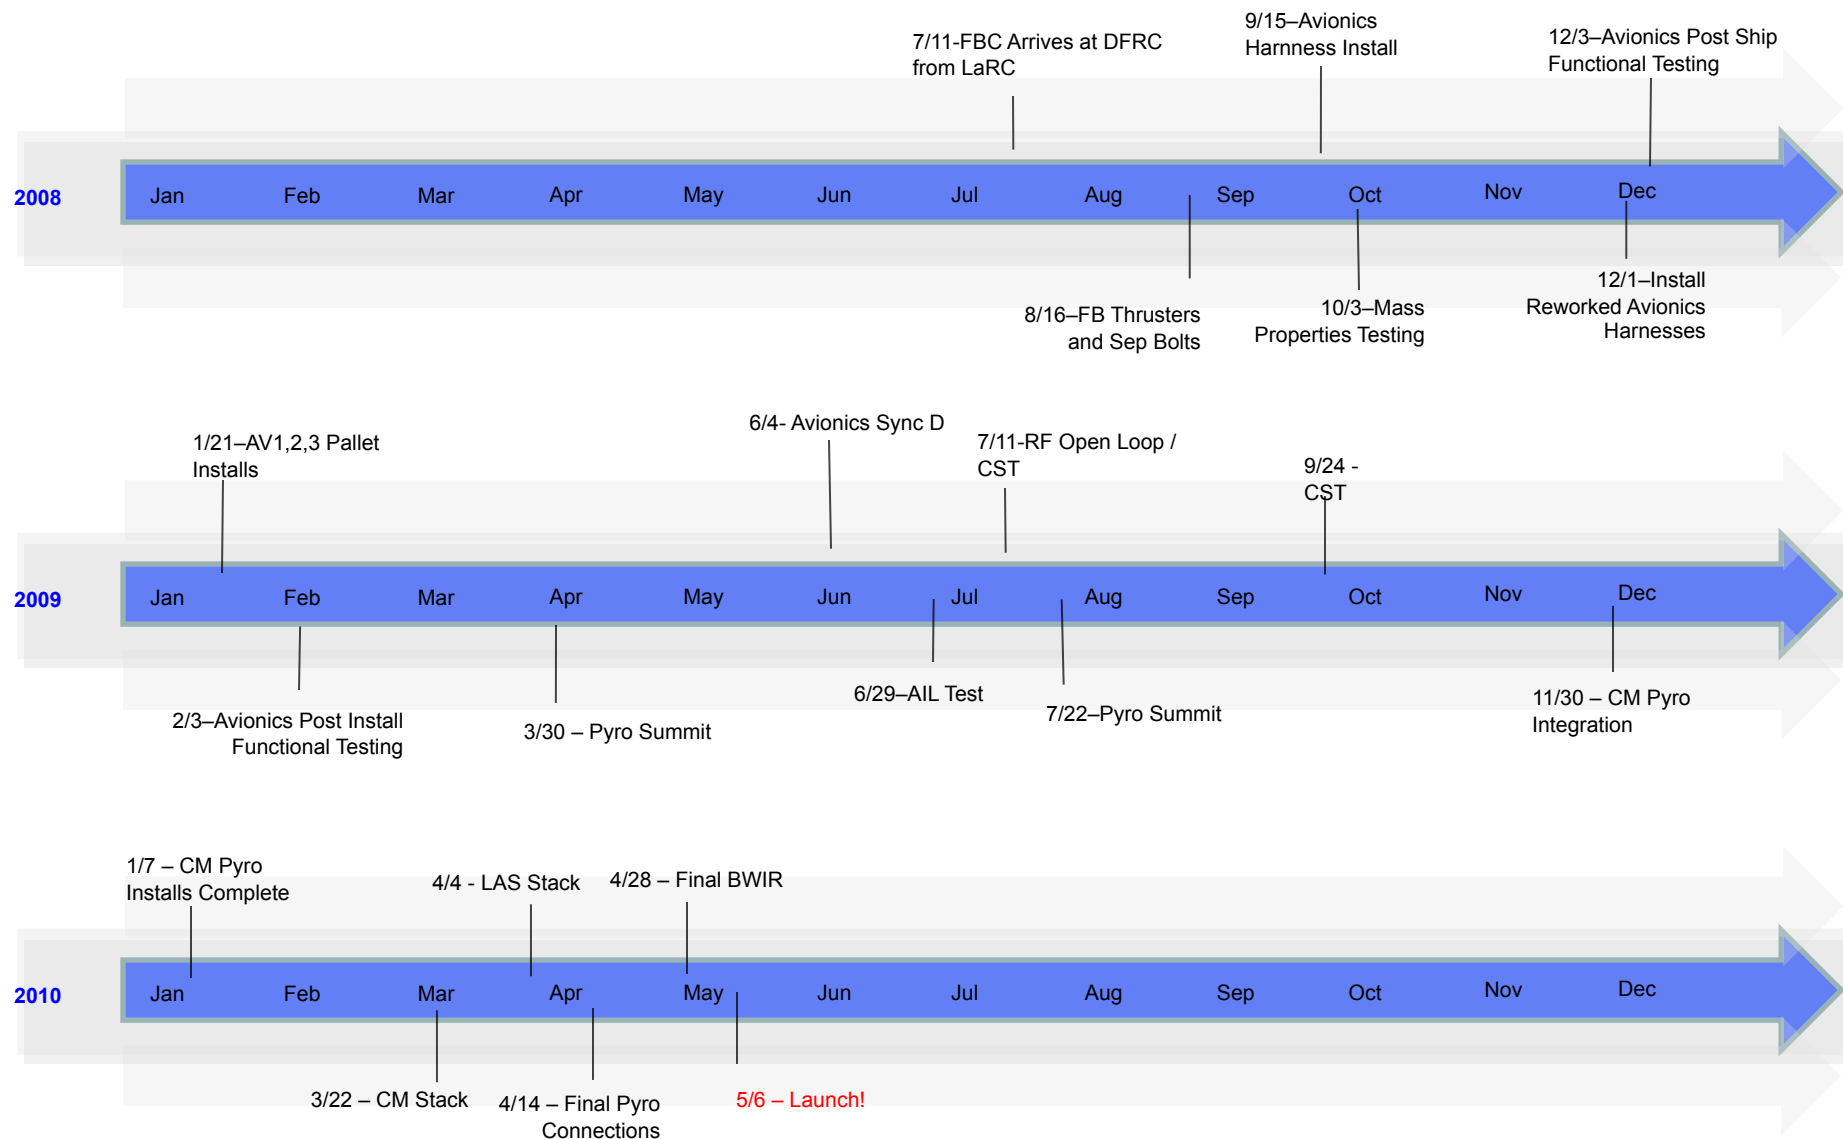 7/11-FBC Arrives at DFRC
from LaRC
9/15–Avionics
Harnness Install
12/3–Avionics Post Ship
Functional Testing
2008
Jan
Feb
Mar
Apr
May
Jun
Jul
Aug
Sep
Oct
Nov
Dec
8/16–FB Thrusters
and Sep Bolts
10/3–Mass
Properties Testing
12/1–Install
Reworked Avionics
Harnesses
1/21–AV1,2,3 Pallet
Installs
6/4- Avionics Sync D
7/11-RF Open Loop /
CST
9/24 -
CST
2009
Jan
Feb
Mar
Apr
May
Jun
Jul
Aug
Sep
Oct
Nov
Dec
2/3–Avionics Post Install
Functional Testing
3/30 – Pyro Summit
6/29–AIL Test
7/22–Pyro Summit
11/30 – CM Pyro
Integration
1/7 – CM Pyro
Installs Complete
4/4 - LAS Stack
4/28 – Final BWIR
2010
Jan
Feb
Mar
Apr
May
Jun
Jul
Aug
Sep
Oct
Nov
Dec
3/22 – CM Stack
4/14 – Final Pyro
Connections
5/6 – Launch!